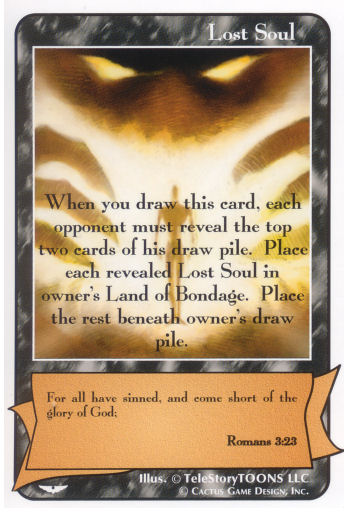 Lost Soul
When you draw this card, each
opponent must reveal the top
two cards of his draw pile. Place
each revealed Lost Soul in
owner's Land of Bondage. Place
the rest beneath owner's draw
pile.
For all have sinned, and come short of the
glory of God;
Romans 3:23
Illus. © TeleStoryTOONS LLC
© Cactus Game Design, Inc.